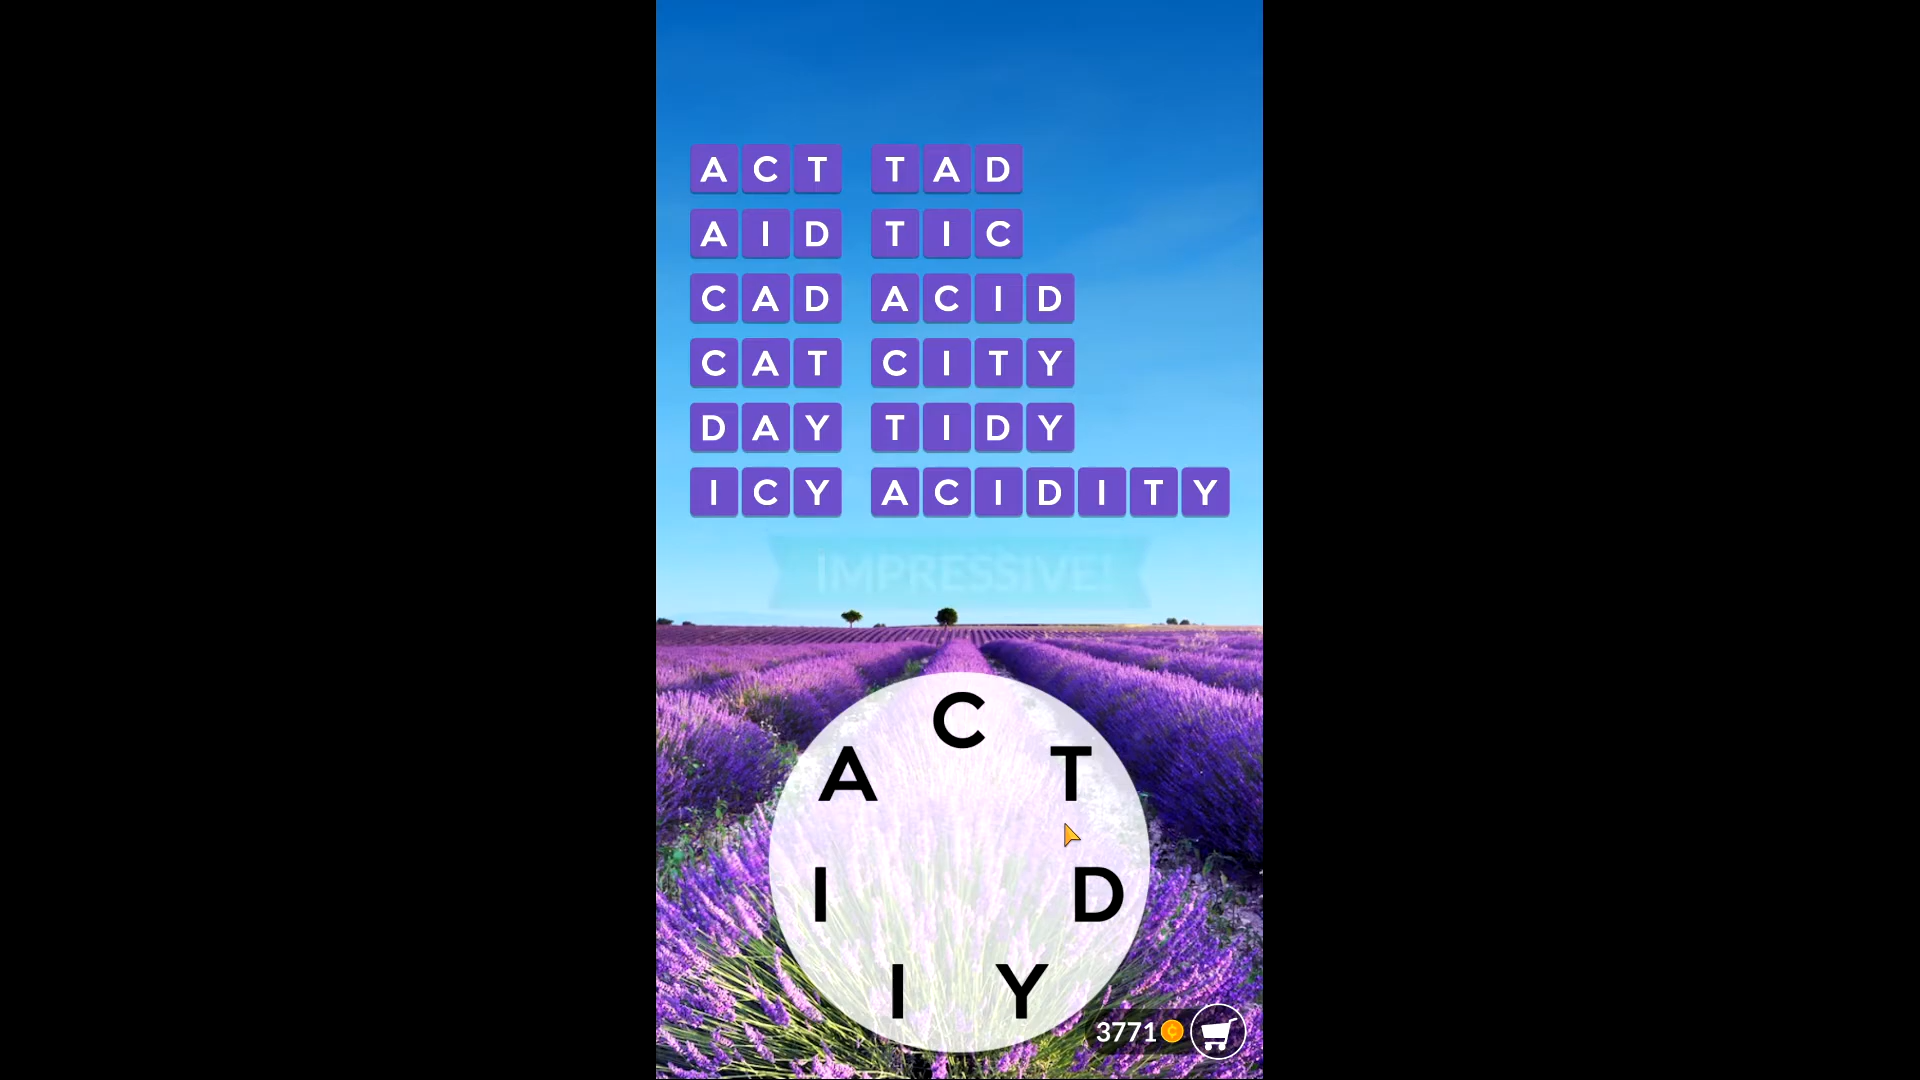 ACT TAD
AID TIC
CAD ACID
CAT CITY
DAY TIDY
ICY ACIDITY
IMPRESSIVE!
C
A T
I D
I Y
3771